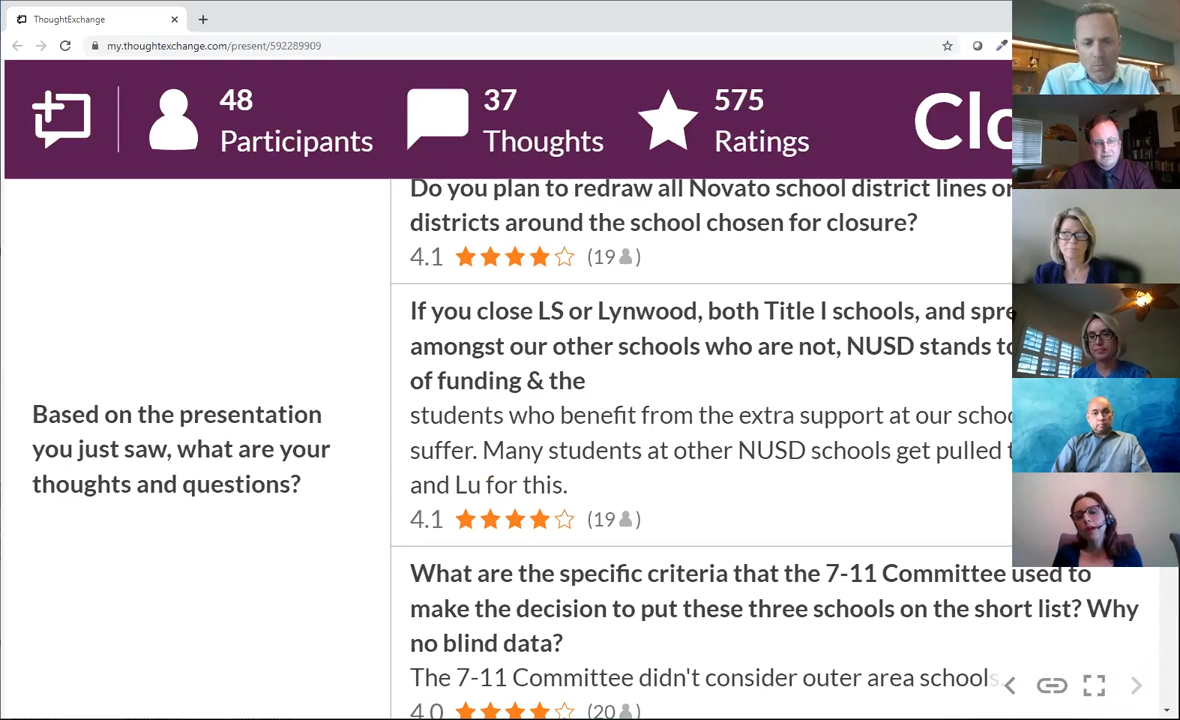 ThoughtExchange
my.thoughtexchange.com/present/592289909
48
Participants
37
Thoughts
575
Ratings
Clo
Based on the presentation
you just saw, what are your
thoughts and questions?
Do you plan to redraw all Novato school district lines or
districts around the school chosen for closure?
4.1 (19)
If you close LS or Lynwood, both Title I schools, and spre
amongst our other schools who are not, NUSD stands to
of funding & the
students who benefit from the extra support at our schoo
suffer. Many students at other NUSD schools get pulled
and Lu for this.
4.1 (19)
What are the specific criteria that the 7-11 Committee used to
make the decision to put these three schools on the short list? Why
no blind data?
The 7-11 Committee didn't consider outer area schools
4.0 (20)